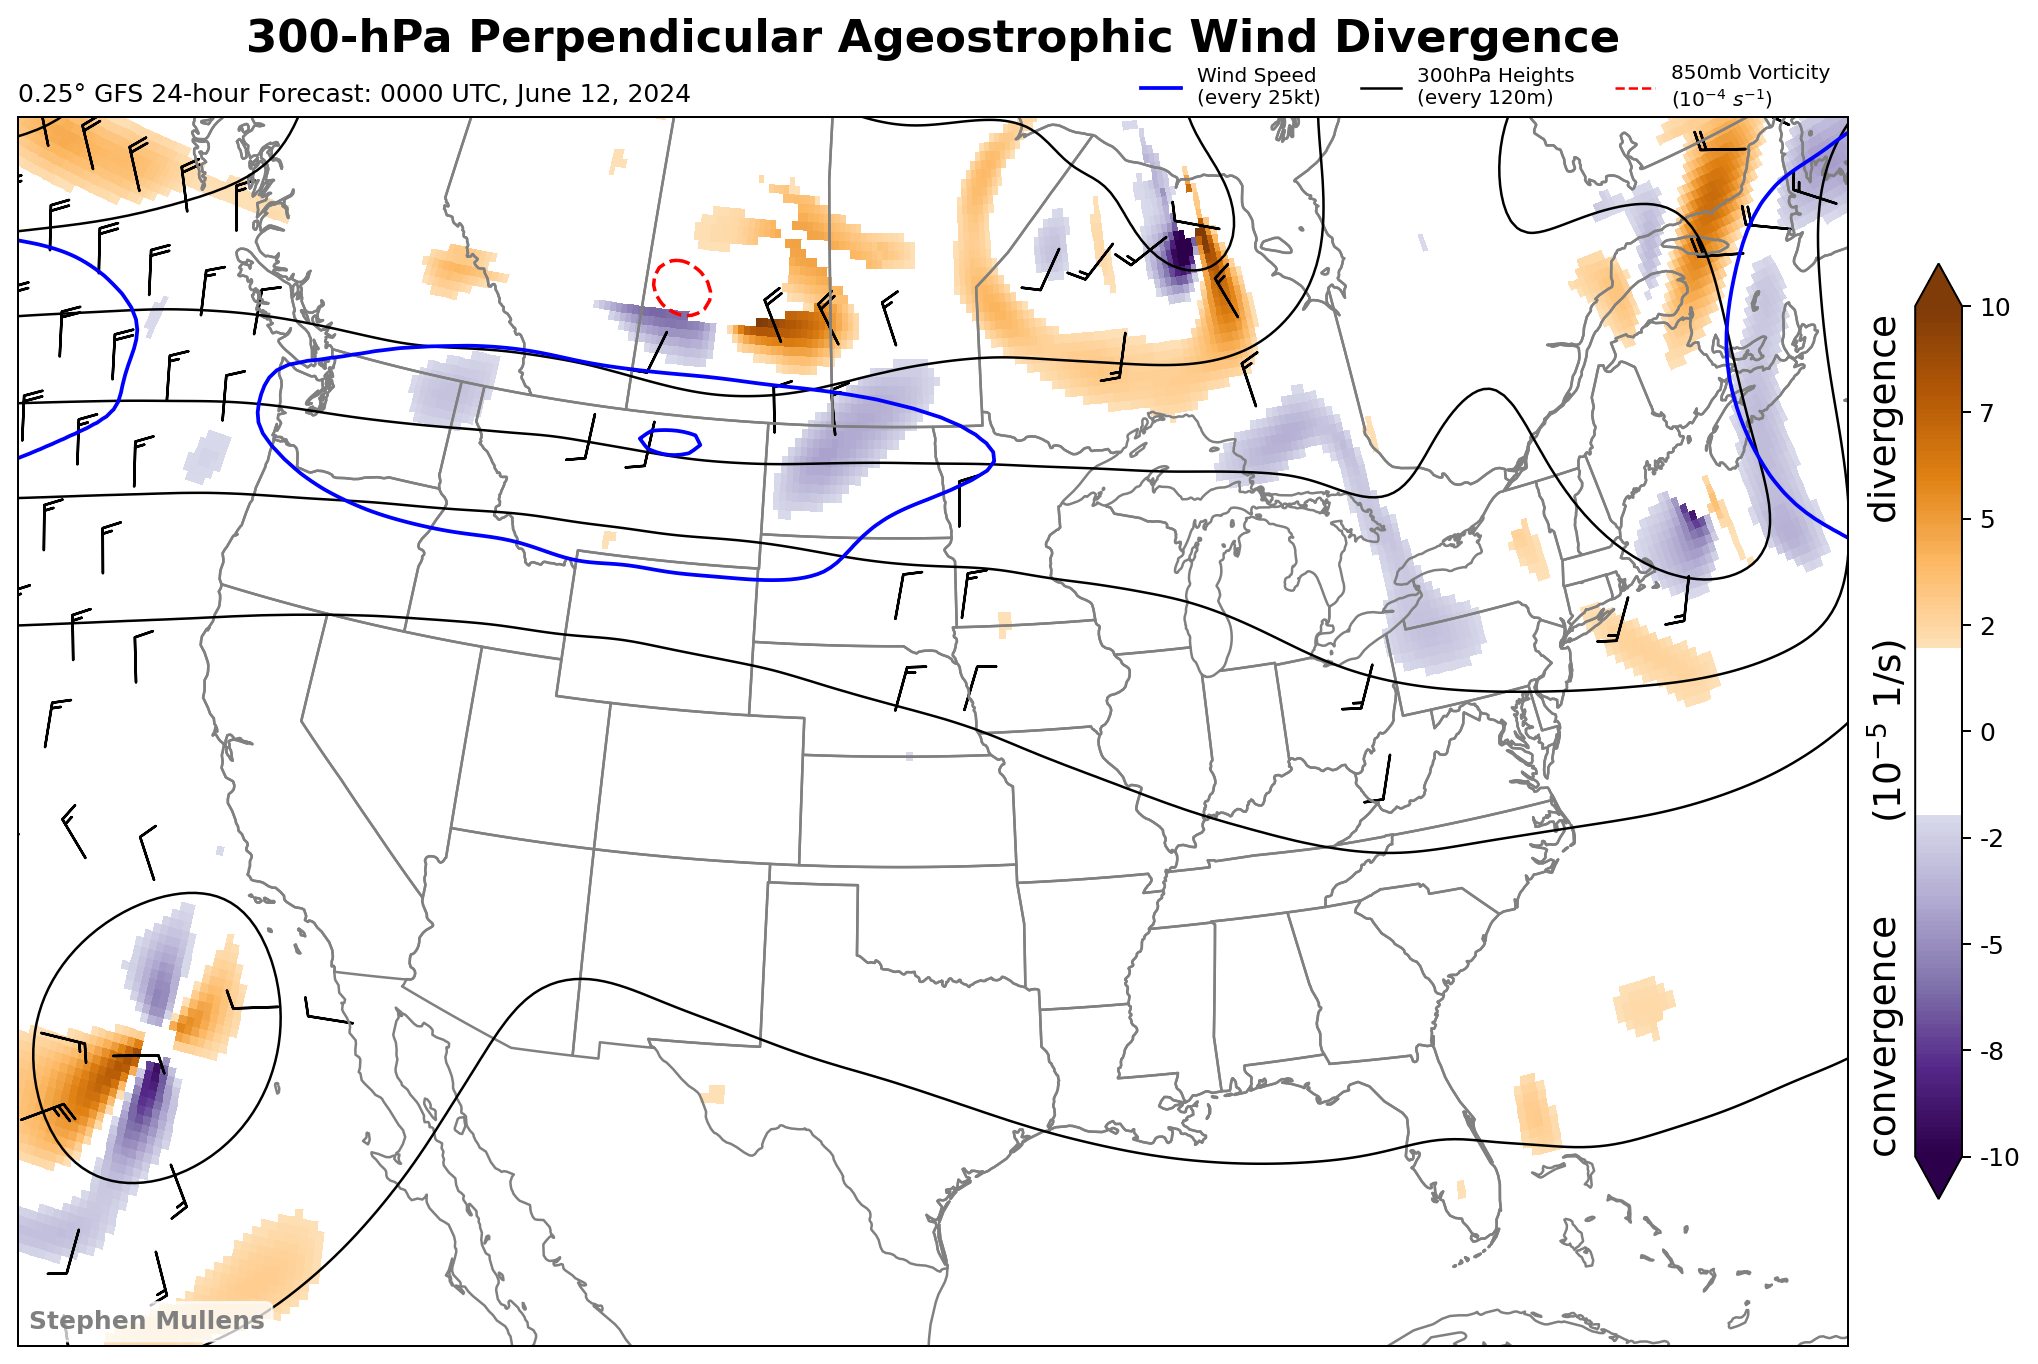 300-hPa Perpendicular Ageostrophic Wind Divergence
0.25° GFS 24-hour Forecast: 0000 UTC, June 12, 2024
Wind Speed
(every 25kt)
300hPa Heights
(every 120m)
850mb Vorticity
(10⁻⁴ s⁻¹)
convergence (10⁻⁵ 1/s) divergence
10
7
5
2
0
-2
-5
-8
-10
Stephen Mullens